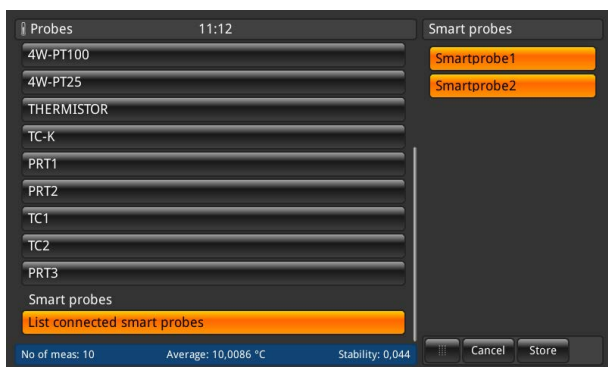 Probes 11:12
4W-PT100
4W-PT25
THERMISTOR
TC-K
PRT1
PRT2
TC1
TC2
PRT3
Smart probes
List connected smart probes
No of meas: 10 Average: 10,0086 °C Stability: 0,044
Smart probes
Smartprobe1
Smartprobe2
Cancel Store